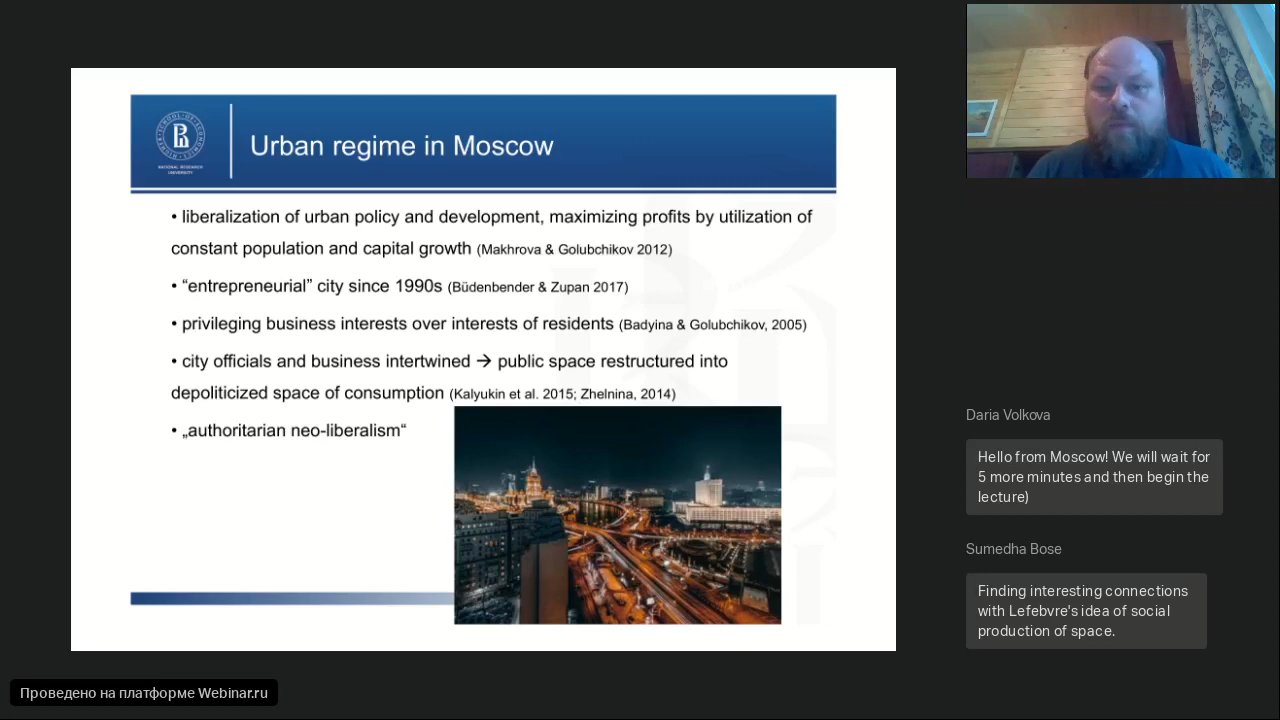 Urban regime in Moscow
NATIONAL RESEARCH
UNIVERSITY
• liberalization of urban policy and development, maximizing profits by utilization of
constant population and capital growth (Makhrova & Golubchikov 2012)
• “entrepreneurial” city since 1990s (Büdenbender & Zupan 2017)
• privileging business interests over interests of residents (Badyina & Golubchikov, 2005)
• city officials and business intertwined → public space restructured into
depoliticized space of consumption (Kalyukin et al. 2015; Zhelnina, 2014)
• „authoritarian neo-liberalism“
Daria Volkova
Hello from Moscow! We will wait for
5 more minutes and then begin the
lecture)
Sumedha Bose
Finding interesting connections
with Lefebvre's idea of social
production of space.
Проведено на платформе Webinar.ru